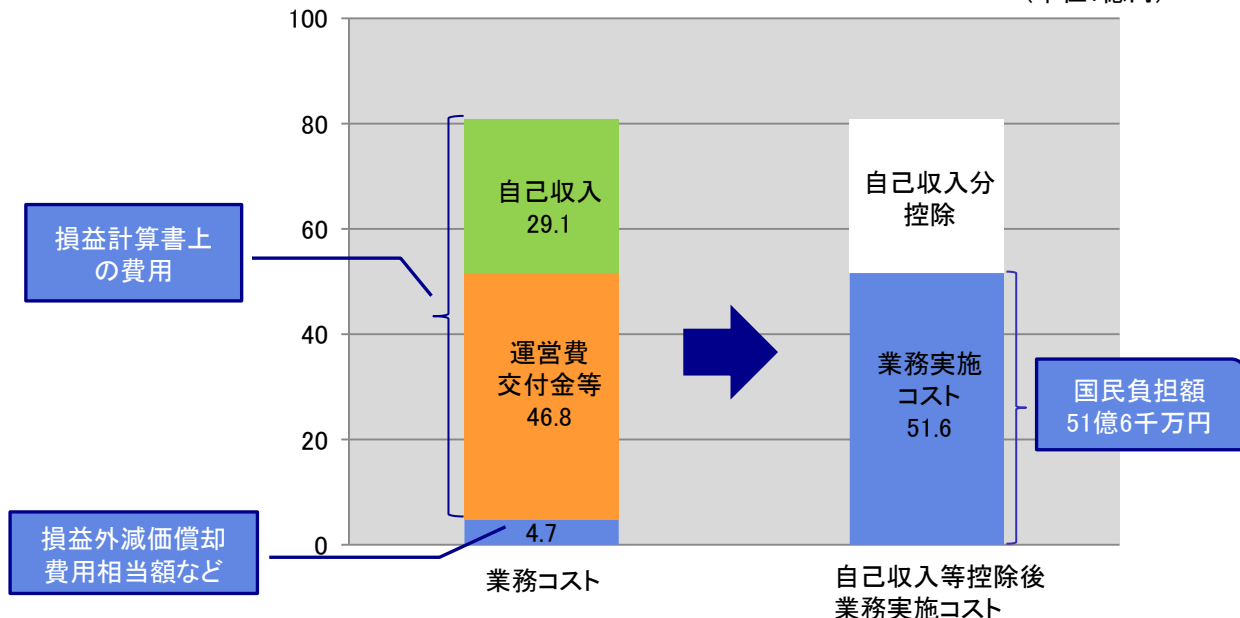 100
80
60
40
20
0
自己収入
29.1
運営費
交付金等
46.8
4.7
自己収入分
控除
業務実施
コスト
51.6
損益計算書上
の費用
損益外減価償却
費用相当額など
国民負担額
51億6千万円
業務コスト
自己収入等控除後
業務実施コスト